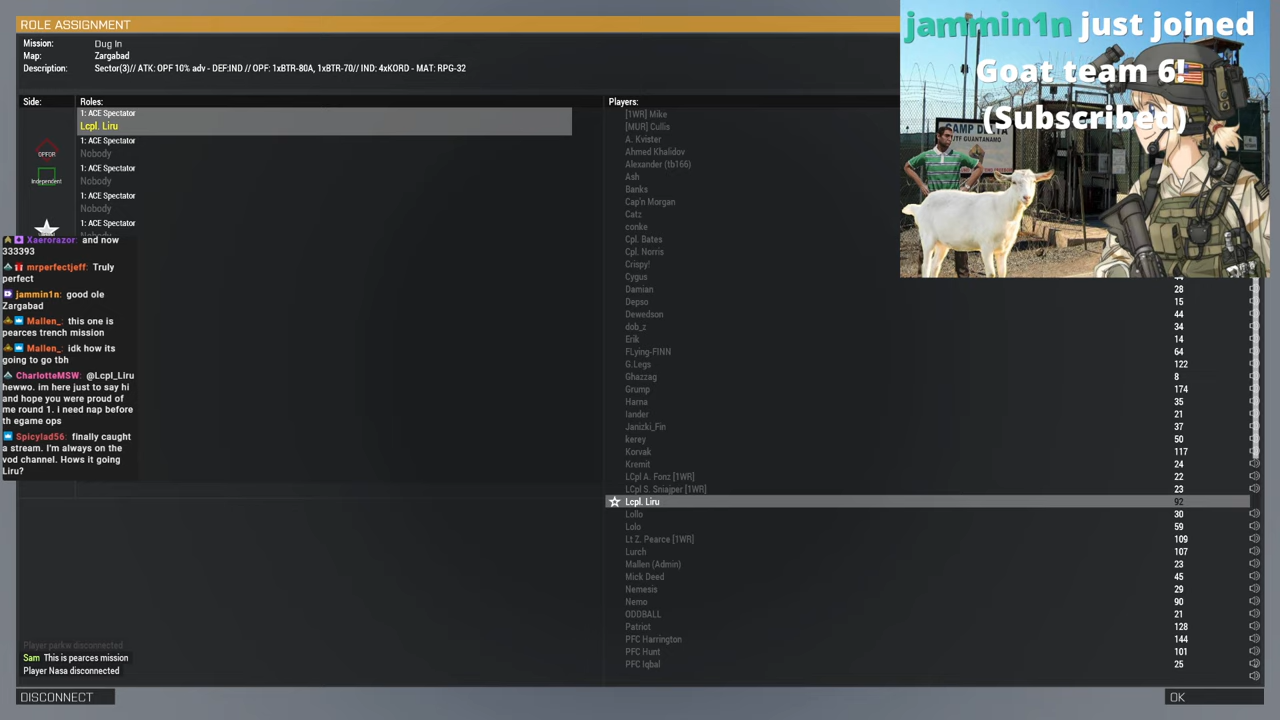 ROLE ASSIGNMENT
Mission: Dug In
Map: Zargabad
Description: Sector(3)// ATK: OPF 10% adv - DEF:IND // OPF: 1xBTR-80A, 1xBTR-70// IND: 4xKORD - MAT: RPG-32
Side: Roles:
1: ACE Spectator
Lcpl. Liru
1: ACE Spectator
Nobody
1: ACE Spectator
Nobody
1: ACE Spectator
Nobody
1: ACE Spectator
OPFOR
Independent
Xaerorazor: and now
333393
mrperfectjeff: Truly
perfect
jammin1n: good ole
Zargabad
Mallen_: this one is
pearces trench mission
Mallen_: idk how its
going to go tbh
CharlotteMSW: @Lcpl_Liru
hewwo. im here just to say hi
and hope you were proud of
me round 1. i need nap before
th egame ops
Spicylad56: finally caught
a stream. I'm always on the
vod channel. Hows it going
Liru?
Player parkw disconnected
Sam This is pearces mission
Player Nasa disconnected
DISCONNECT
Players:
[1WR] Mike
[MUR] Cullis
A. Kvister
Ahmed Khalidov
Alexander (tb166)
Ash
Banks
Cap'n Morgan
Catz
conke
Cpl. Bates
Cpl. Norris
Crispy!
Cygus
Damian 28
Depso 15
Dewedson 44
dob_z 34
Erik 14
FLying-FINN 64
G.Legs 122
Ghazzag 8
Grump 174
Harna 35
Iander 21
Janizki_Fin 37
kerey 50
Korvak 117
Kremit 24
LCpl A. Fonz [1WR] 22
LCpl S. Sniajper [1WR] 23
Lcpl. Liru 92
Lollo 30
Lolo 59
Lt Z. Pearce [1WR] 109
Lurch 107
Mallen (Admin) 23
Mick Deed 45
Nemesis 29
Nemo 90
ODDBALL 21
Patriot 128
PFC Harrington 144
PFC Hunt 101
PFC Iqbal 25
OK
jammin1n just joined
Goat team 6!
(Subscribed)
CAMP DELTA
JTF GUANTANAMO